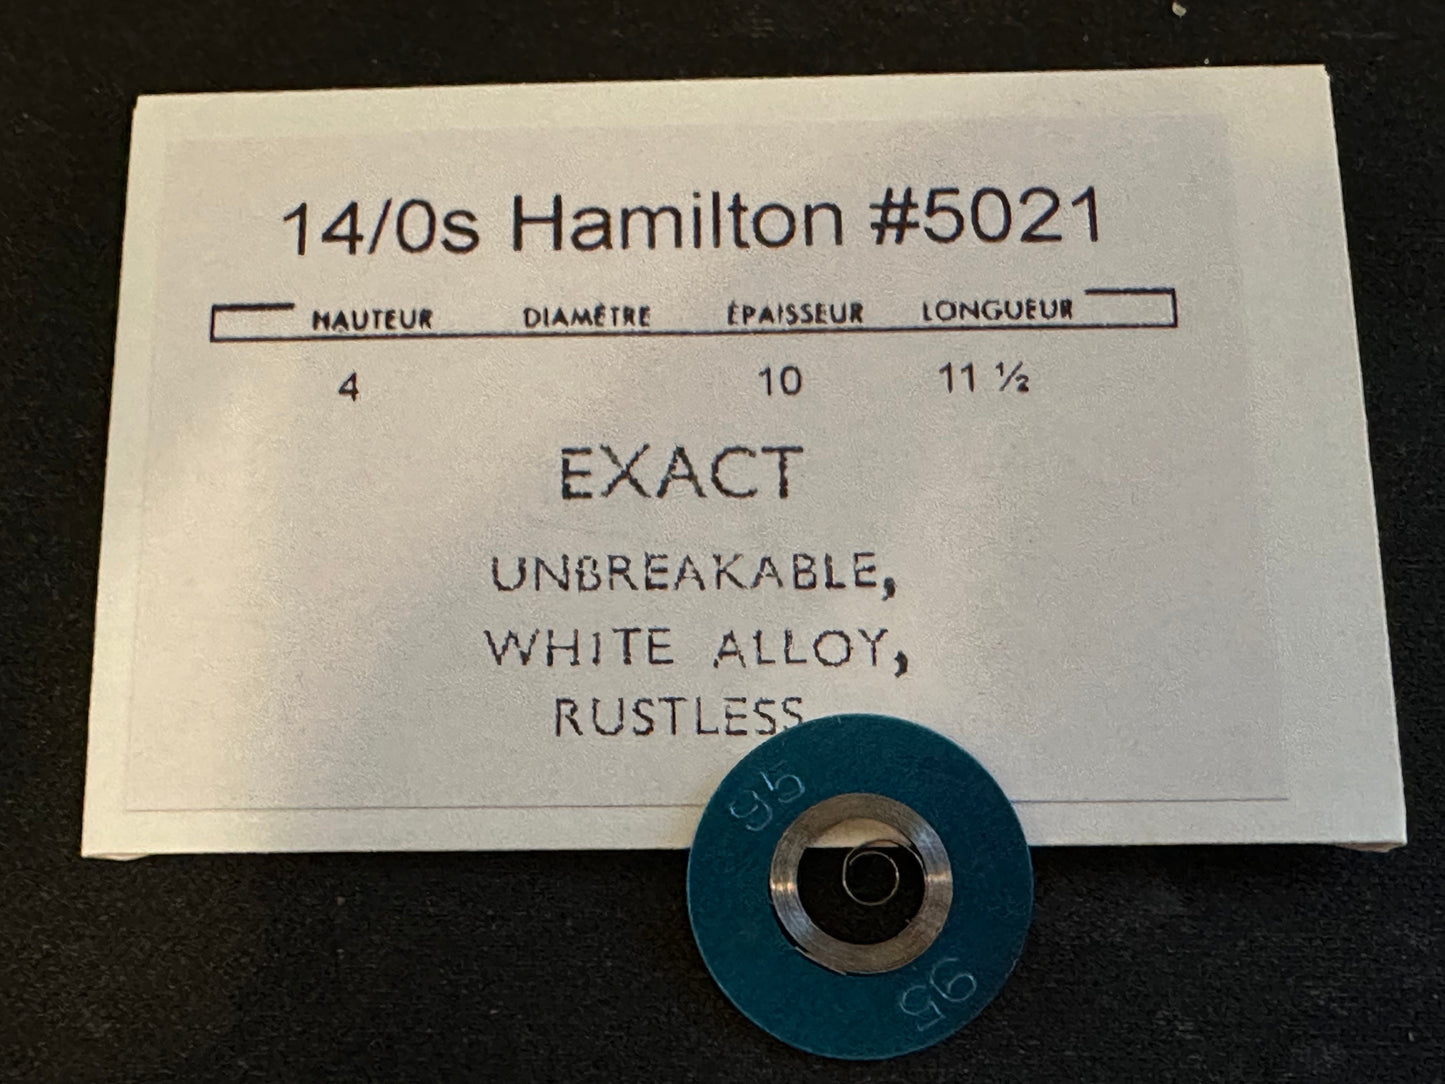 14/0s Hamilton #5021
HAUTEUR DIAMÈTRE ÉPAISSEUR LONGUEUR
4 10 11 ½
EXACT
UNBREAKABLE,
WHITE ALLOY,
RUSTLESS
95
95